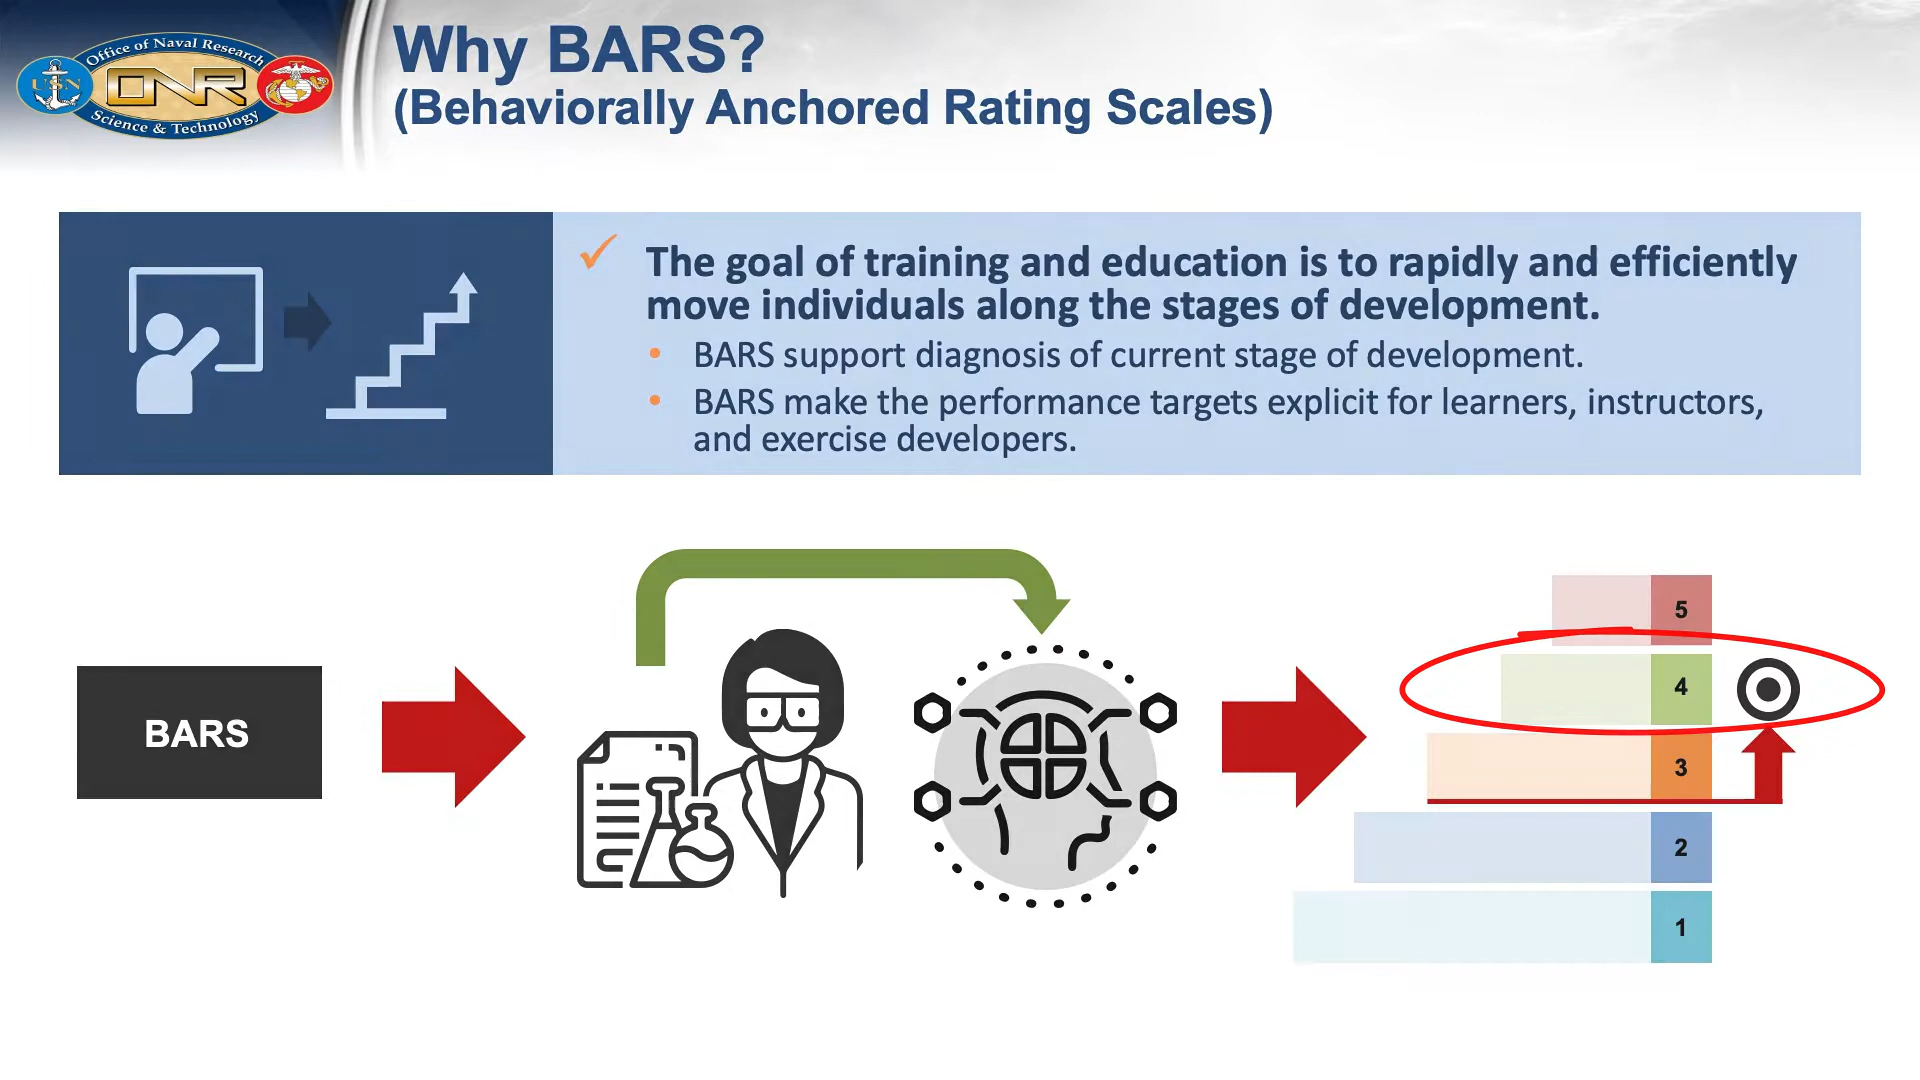 Office of Naval Research
USN
ONR
Science & Technology
Why BARS?
(Behaviorally Anchored Rating Scales)
✓ The goal of training and education is to rapidly and efficiently
move individuals along the stages of development.
• BARS support diagnosis of current stage of development.
• BARS make the performance targets explicit for learners, instructors,
and exercise developers.
BARS
5
4
3
2
1